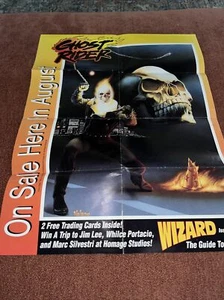 On Sale Here In August
GHOST
RIDER
2 Free Trading Cards Inside!
Win A Trip to Jim Lee, Whilce Portacio,
and Marc Silvestri at Homage Studios!
WIZARD
The Guide To